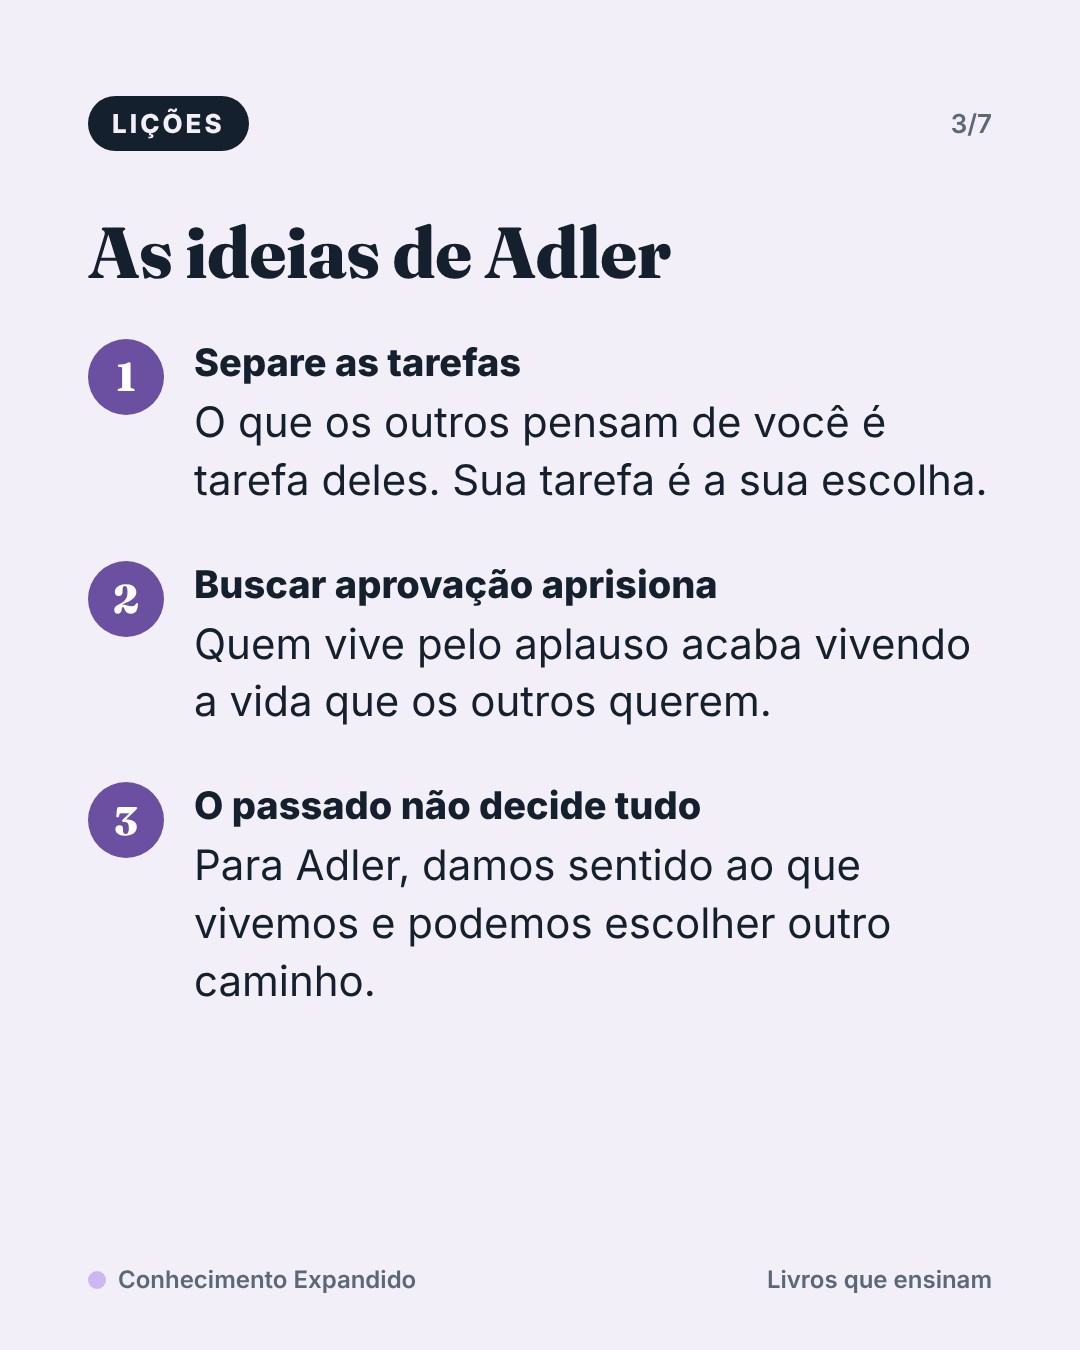 LIÇÕES
3/7
As ideias de Adler
1
Separe as tarefas
O que os outros pensam de você é
tarefa deles. Sua tarefa é a sua escolha.
2
Buscar aprovação aprisiona
Quem vive pelo aplauso acaba vivendo
a vida que os outros querem.
3
O passado não decide tudo
Para Adler, damos sentido ao que
vivemos e podemos escolher outro
caminho.
Conhecimento Expandido
Livros que ensinam